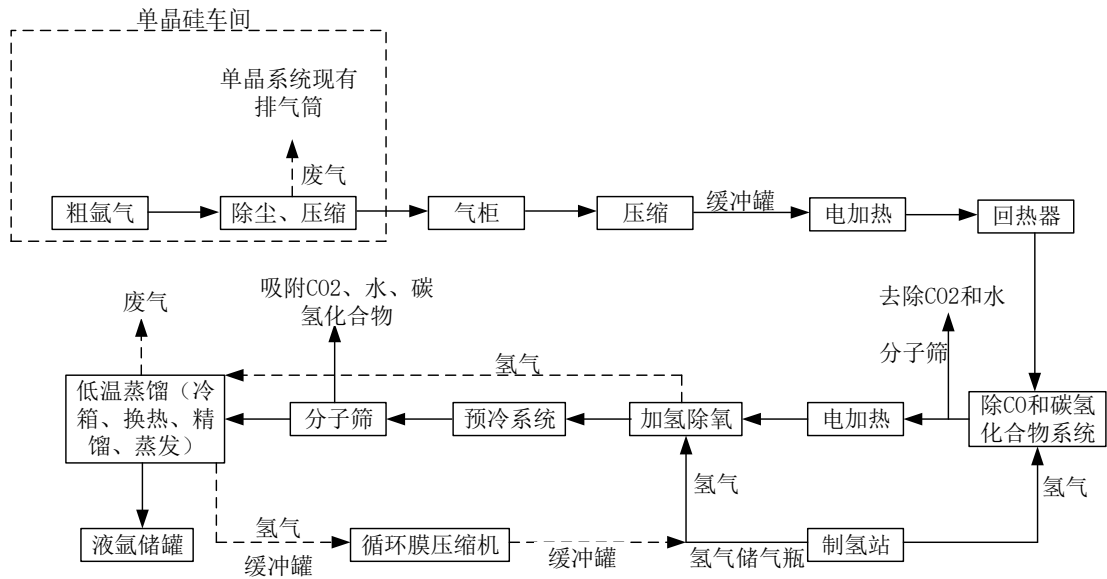 单晶硅车间
单晶系统现有
排气筒
废气
粗氩气
除尘、压缩
气柜
压缩
缓冲罐
电加热
回热器
废气
吸附CO2、水、碳
氢化合物
去除CO2和水
分子筛
氢气
低温蒸馏（冷
箱、换热、精
馏、蒸发）
分子筛
预冷系统
加氢除氧
电加热
除CO和碳氢
化合物系统
氢气
氢气
液氩储罐
氢气
缓冲罐
循环膜压缩机
缓冲罐
氢气储气瓶
制氢站